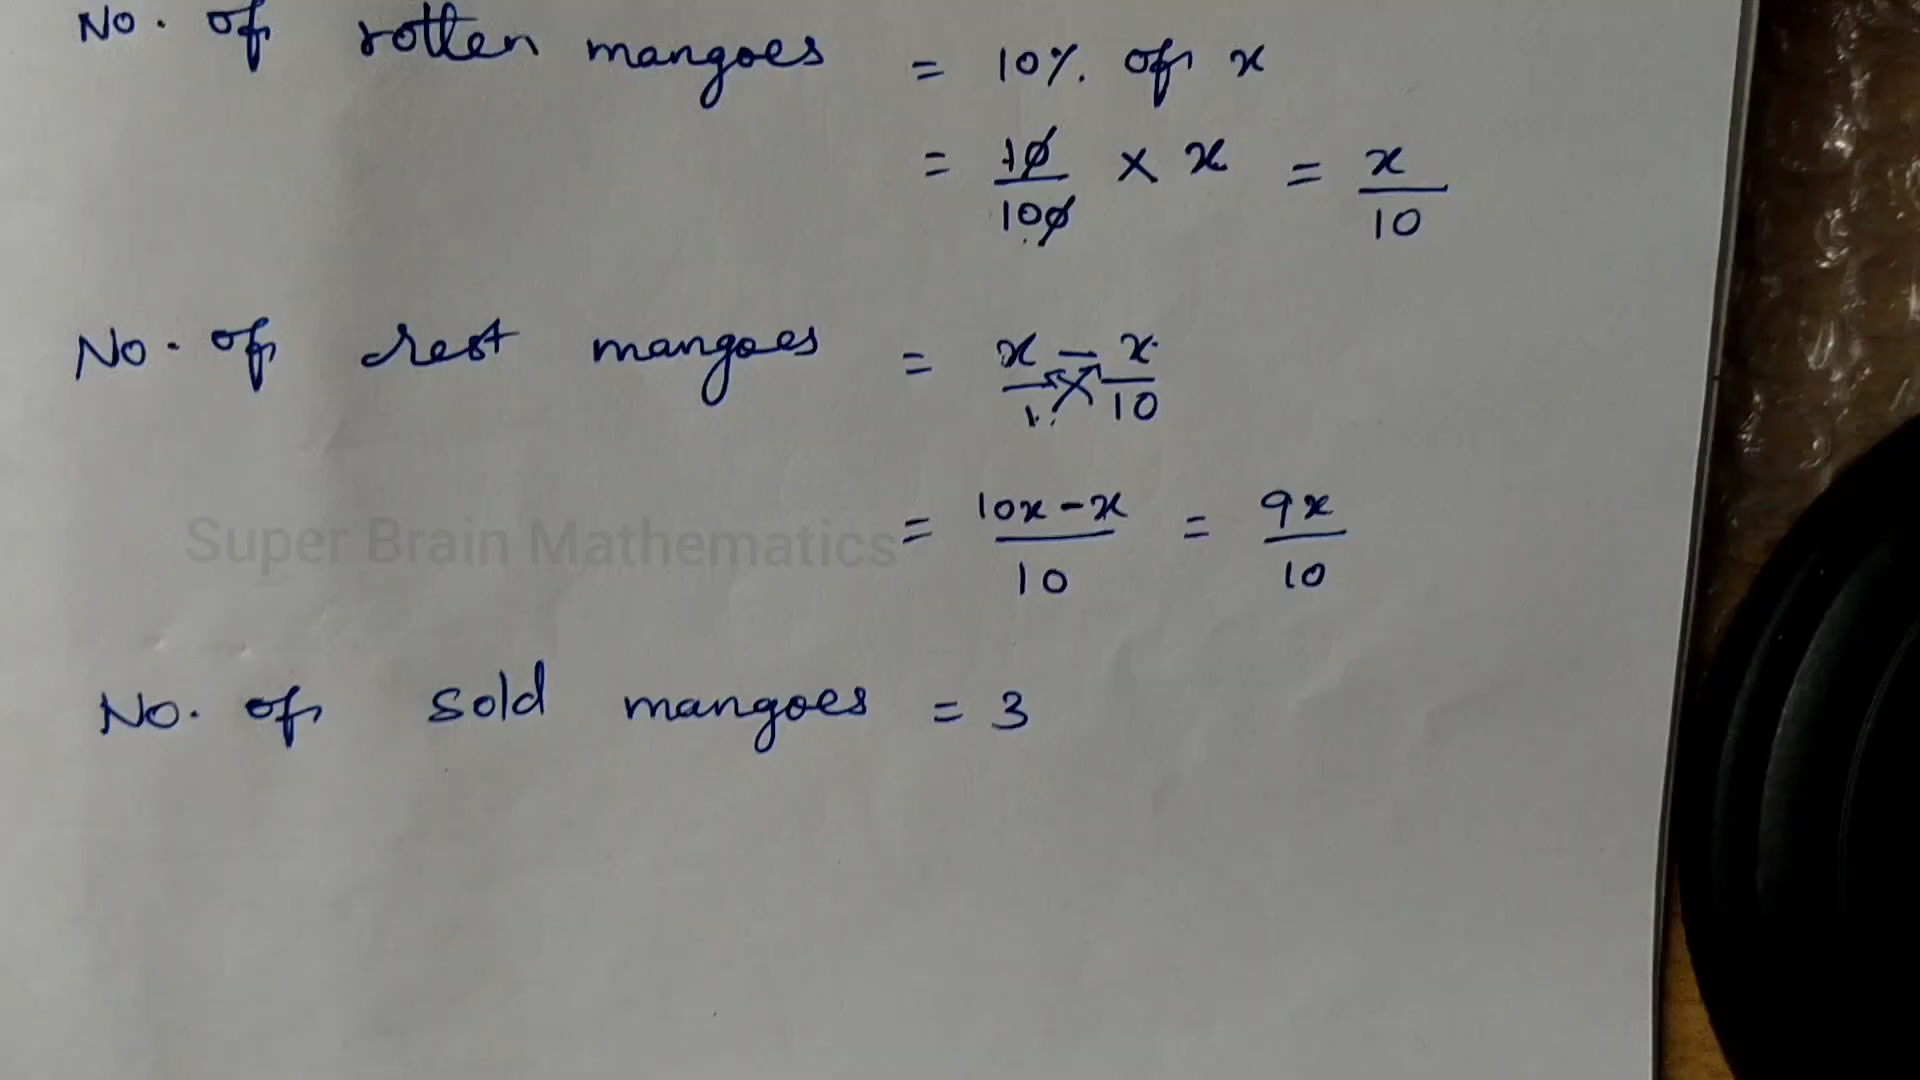 No. of rotten mangoes = 10% of x
= 10/100 × x = x/10
No. of rest mangoes = x/1 - x/10
= 10x-x/10 = 9x/10
Super Brain Mathematics
No. of sold mangoes = 3